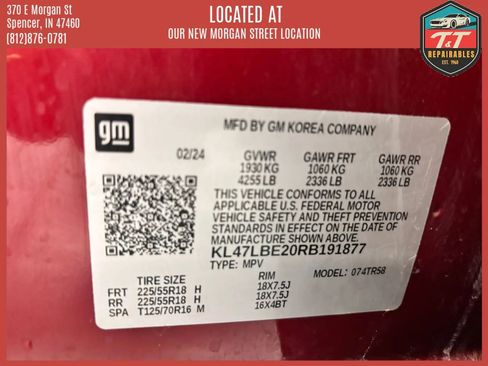 370 E Morgan St
Spencer, IN 47460
(812)876-0781
LOCATED AT
OUR NEW MORGAN STREET LOCATION
T&T
REPAIRABLES
EST. 1960
gm
MFD BY GM KOREA COMPANY
02/24 GVWR GAWR FRT GAWR RR
1930 KG 1060 KG 1060 KG
4255 LB 2336 LB 2336 LB
THIS VEHICLE CONFORMS TO ALL
APPLICABLE U.S. FEDERAL MOTOR
VEHICLE SAFETY AND THEFT PREVENTION
STANDARDS IN EFFECT ON THE DATE OF
MANUFACTURE SHOWN ABOVE.
KL47LBE20RB191877
TYPE: MPV MODEL: 074TR58
TIRE SIZE RIM
FRT 225/55R18 H 18X7.5J
RR 225/55R18 H 18X7.5J
SPA T125/70R16 M 16X4BT